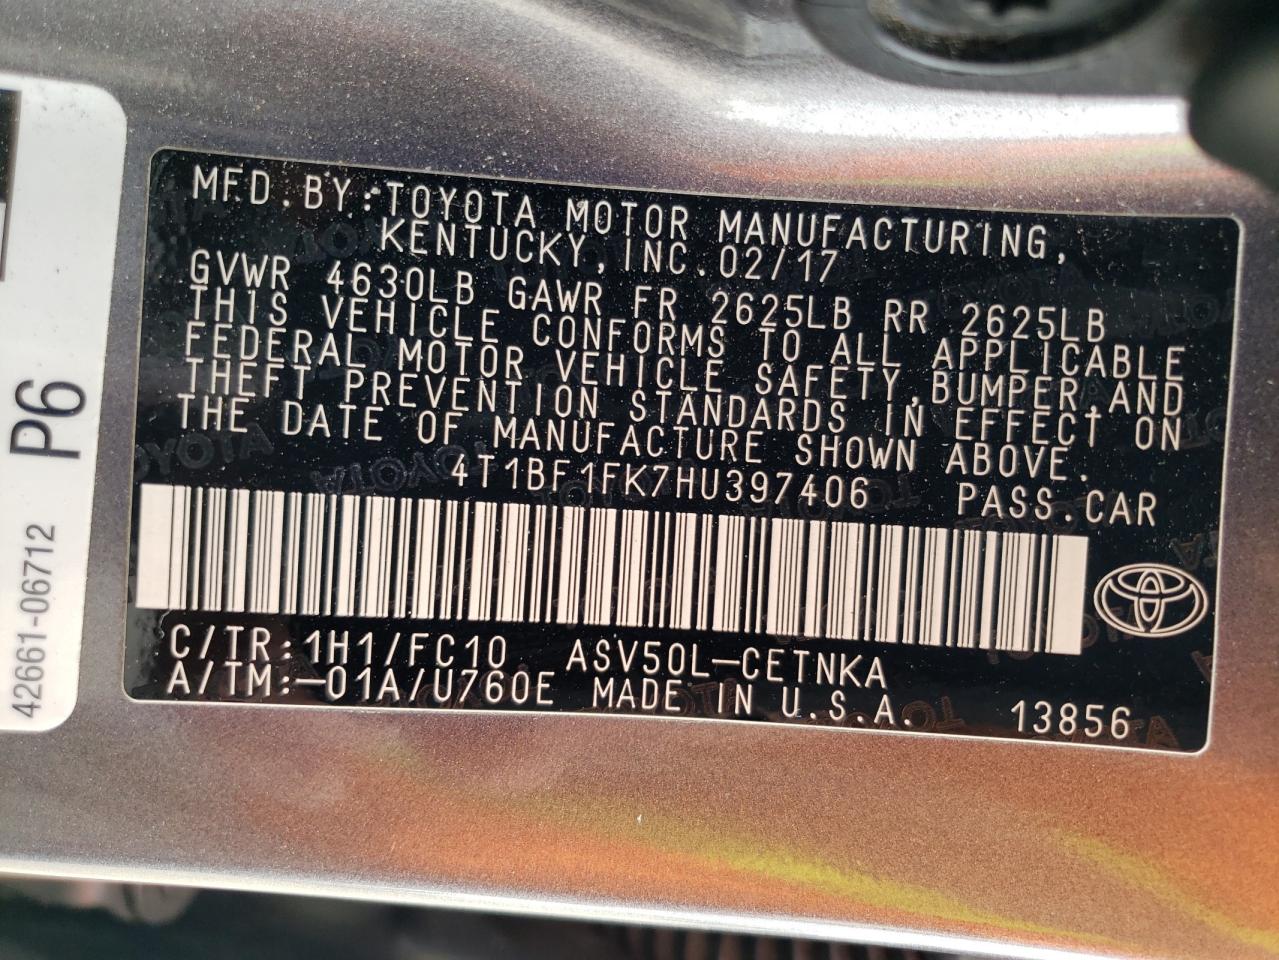 MFD.BY:TOYOTA MOTOR MANUFACTURING,
KENTUCKY, INC. 02/17
GVWR 4630LB GAWR FR 2625LB RR 2625LB
THIS VEHICLE CONFORMS TO ALL APPLICABLE
FEDERAL MOTOR VEHICLE SAFETY,BUMPER,AND
THEFT PREVENTION STANDARDS IN EFFECT ON
THE DATE OF MANUFACTURE SHOWN ABOVE.
4T1BF1FK7HU397406 PASS.CAR
C/TR:1H1/FC10 ASV50L-CETNKA
A/TM:-01A/U760E MADE IN U.S.A. 13856
P6
42661-06712